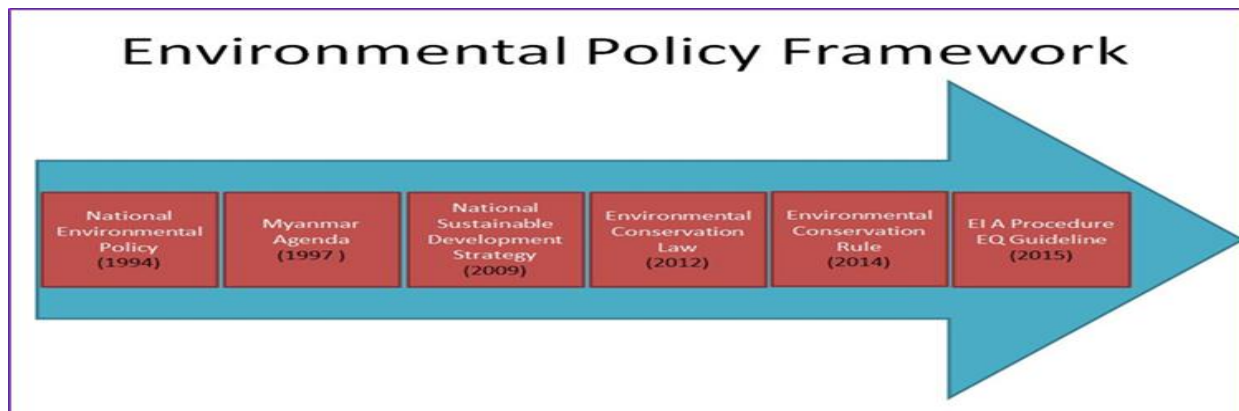 Environmental Policy Framework
National
Environmental
Policy
(1994)
Myanmar
Agenda
(1997 )
National
Sustainable
Development
Strategy
(2009)
Environmental
Conservation
Law
(2012)
Environmental
Conservation
Rule
(2014)
EI A Procedure
EQ Guideline
(2015)